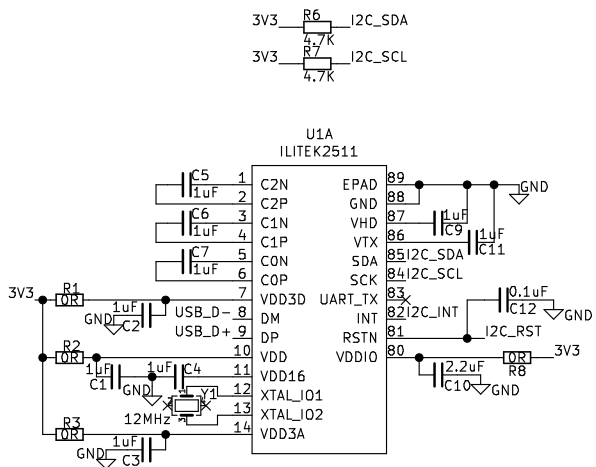 3V3 R6 I2C_SDA
4.7K
3V3 R7 I2C_SCL
4.7K
U1A
ILITEK2511
C5 1uF 1 C2N EPAD 89 GND
2 C2P GND 88
C6 1uF 3 C1N VHD 87 1uF C9
4 C1P VTX 86 1uF C11
C7 1uF 5 C0N SDA 85 I2C_SDA
6 C0P SCK 84 I2C_SCL
3V3 R1 0R 7 VDD3D UART_TX 83 0.1uF C12 GND
GND 1uF C2 USB_D- 8 DM INT 82 I2C_INT
USB_D+ 9 DP RSTN 81 I2C_RST
R2 0R 10 VDD VDDIO 80 R8 0R 3V3
1uF C1 GND 1uF C4 11 VDD16 2.2uF C10 GND
12MHz 1 3 Y1 12 XTAL_IO1
13 XTAL_IO2
R3 0R 14 VDD3A
GND 1uF C3